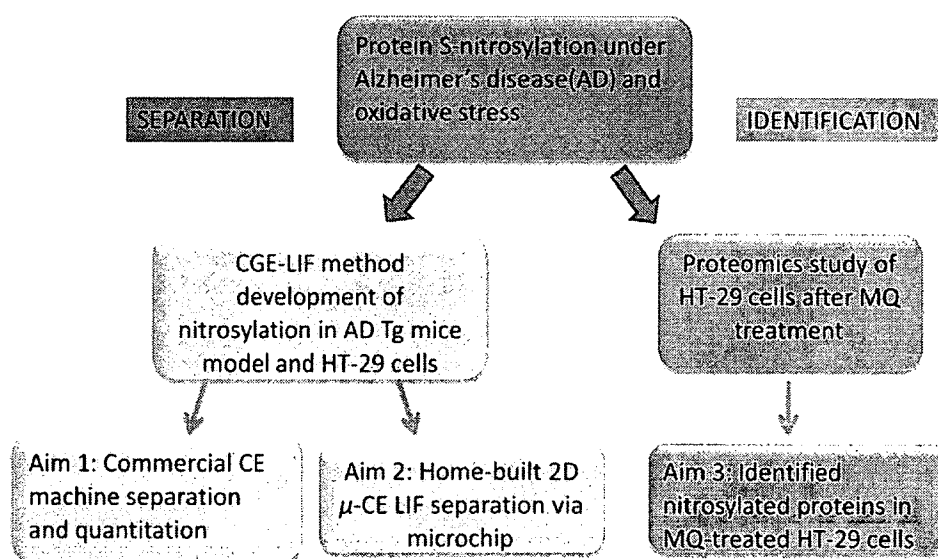 Protein S-nitrosylation under
Alzheimer's disease(AD) and
oxidative stress
SEPARATION
IDENTIFICATION
CGE-LIF method
development of
nitrosylation in AD Tg mice
model and HT-29 cells
Proteomics study of
HT-29 cells after MQ
treatment
Aim 1: Commercial CE
machine separation
and quantitation
Aim 2: Home-built 2D
μ-CE LIF separation via
microchip
Aim 3: Identified
nitrosylated proteins in
MQ-treated HT-29 cells